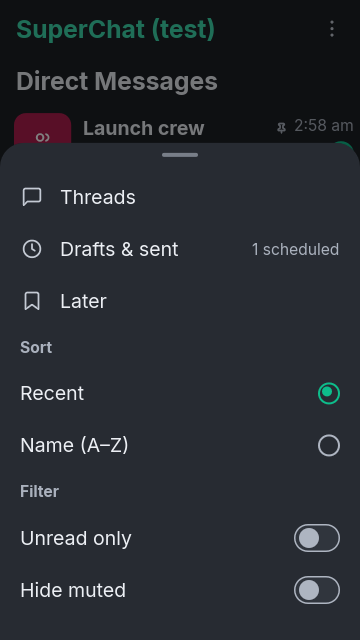 SuperChat (test)
Direct Messages
Launch crew
2:58 am
Threads
Drafts & sent
1 scheduled
Later
Sort
Recent
Name (A–Z)
Filter
Unread only
Hide muted